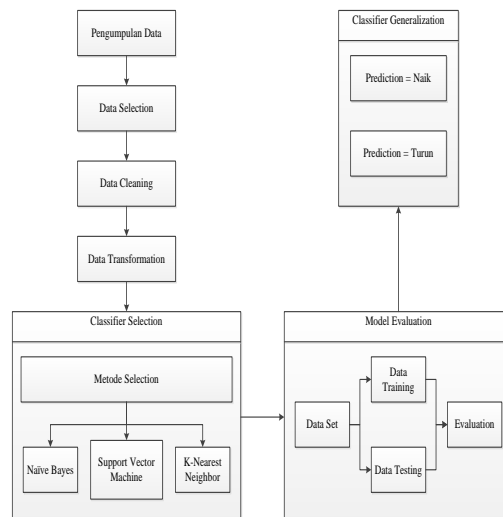 Pengumpulan Data
Data Selection
Data Cleaning
Data Transformation
Classifier Selection
Metode Selection
Naïve Bayes
Support Vector
Machine
K-Nearest
Neighbor
Model Evaluation
Data Set
Data
Training
Data Testing
Evaluation
Classifier Generalization
Prediction = Naik
Prediction = Turun